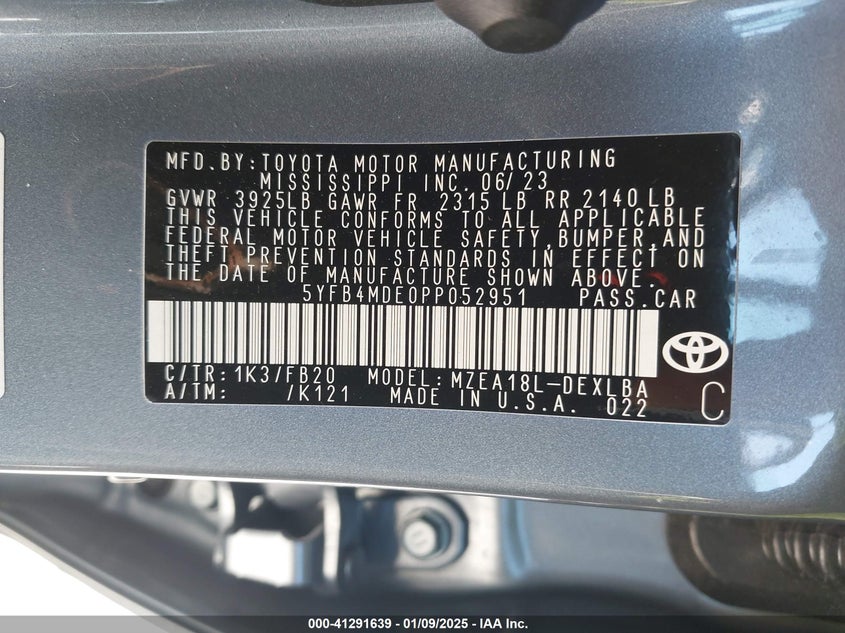 MFD.BY:TOYOTA MOTOR MANUFACTURING
MISSISSIPPI INC. 06/23
GVWR 3925LB GAWR FR 2315 LB RR 2140 LB
THIS VEHICLE CONFORMS TO ALL APPLICABLE
FEDERAL MOTOR VEHICLE SAFETY,BUMPER,AND
THEFT PREVENTION STANDARDS IN EFFECT ON
THE DATE OF MANUFACTURE SHOWN ABOVE.
5YFB4MDE0PP052951 PASS.CAR
C/TR: 1K3/FB20 MODEL: MZEA18L-DEXLBA
A/TM: /K121 MADE IN U.S.A. 022 C
000-41291639 - 01/09/2025 - IAA Inc.